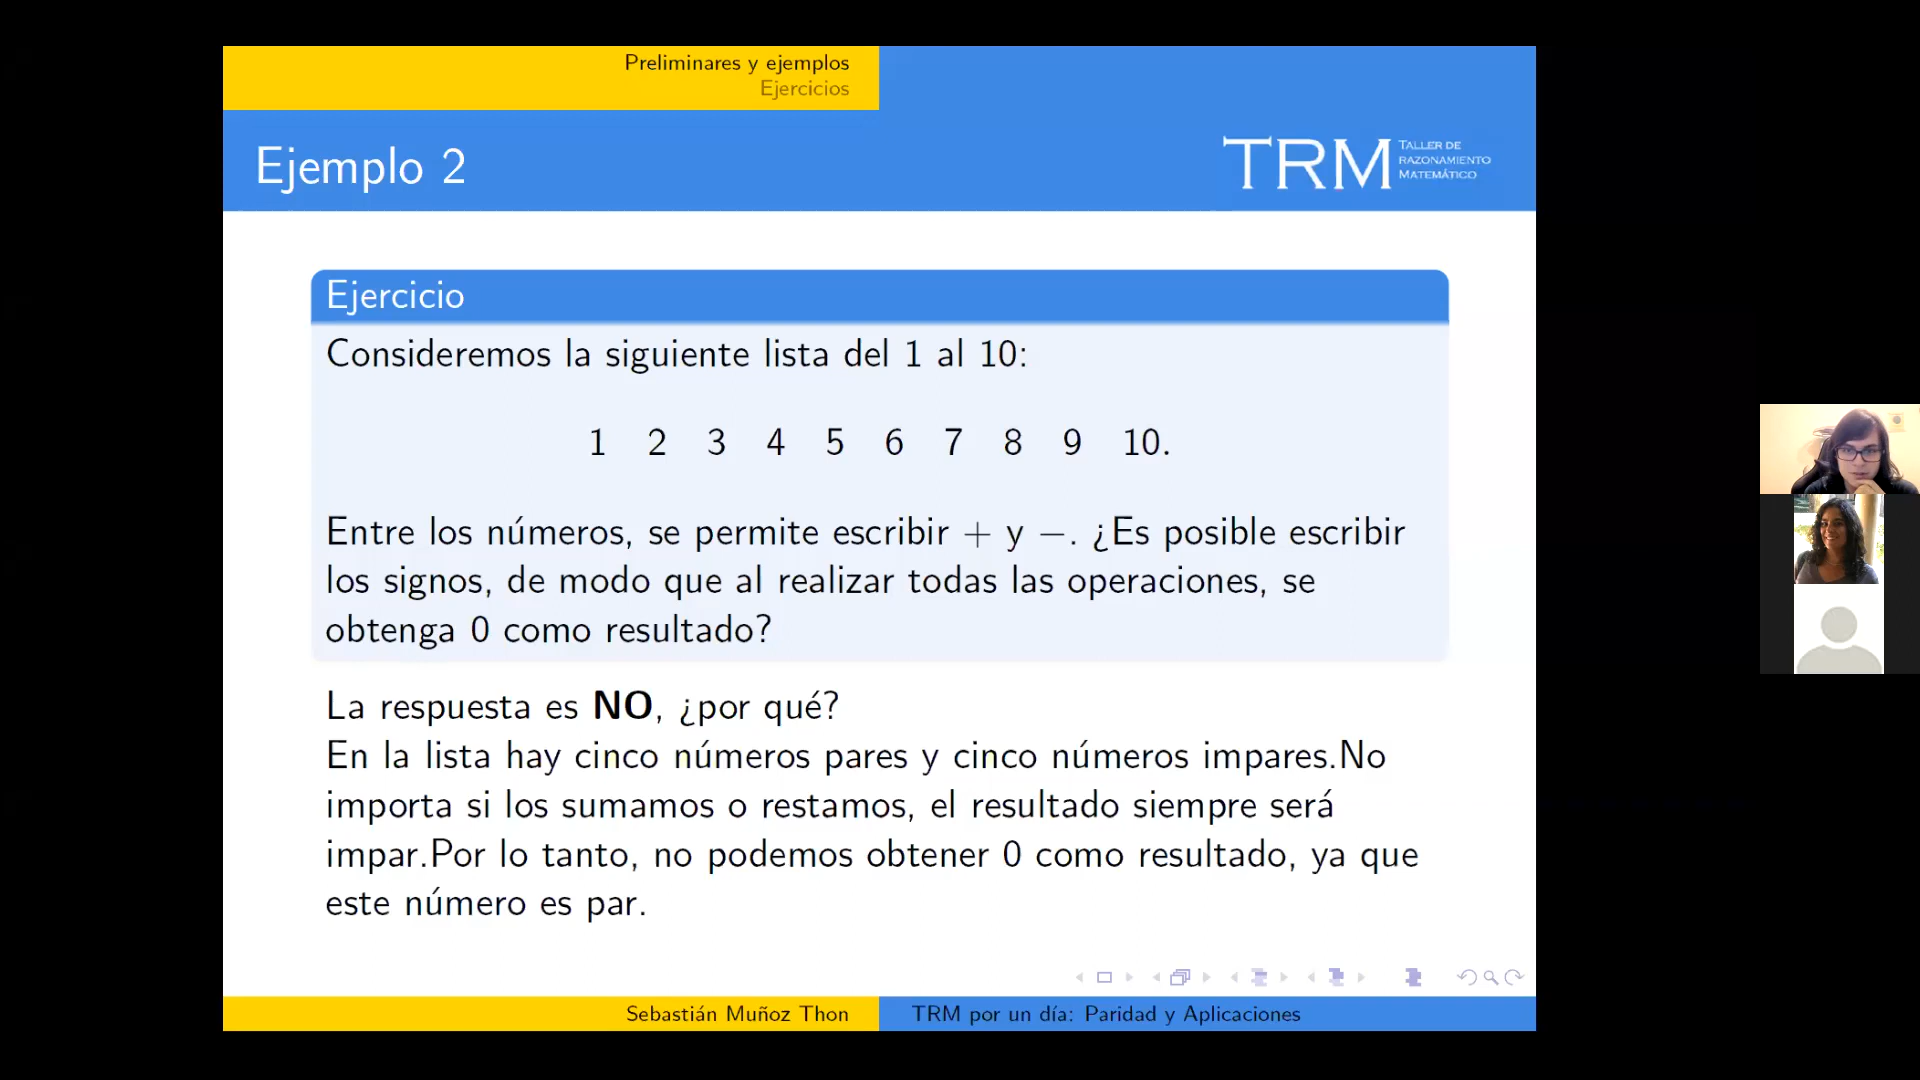 Preliminares y ejemplos
Ejercicios
Ejemplo 2
TRM
TALLER DE
RAZONAMIENTO
MATEMÁTICO
Ejercicio
Consideremos la siguiente lista del 1 al 10:
1 2 3 4 5 6 7 8 9 10.
Entre los números, se permite escribir + y −. ¿Es posible escribir
los signos, de modo que al realizar todas las operaciones, se
obtenga 0 como resultado?
La respuesta es NO, ¿por qué?
En la lista hay cinco números pares y cinco números impares.No
importa si los sumamos o restamos, el resultado siempre será
impar.Por lo tanto, no podemos obtener 0 como resultado, ya que
este número es par.
Sebastián Muñoz Thon
TRM por un día: Paridad y Aplicaciones